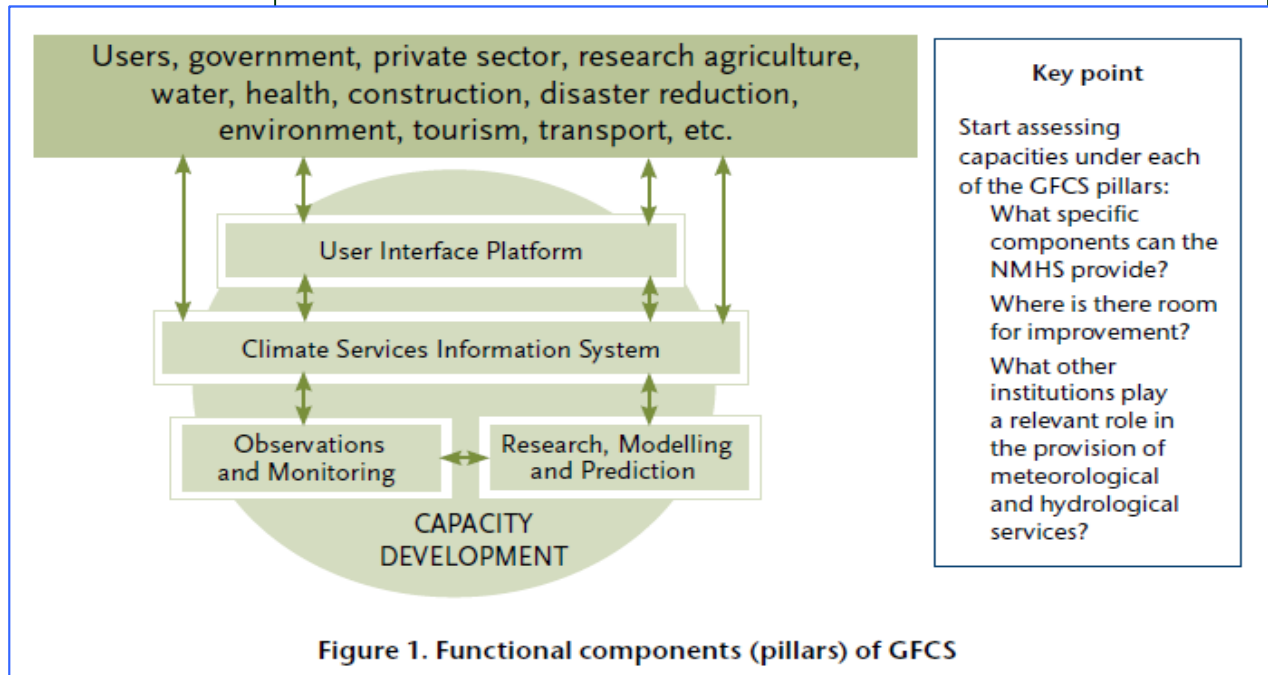 Users, government, private sector, research agriculture,
water, health, construction, disaster reduction,
environment, tourism, transport, etc.
User Interface Platform
Climate Services Information System
Observations
and Monitoring
Research, Modelling
and Prediction
CAPACITY
DEVELOPMENT
Key point
Start assessing
capacities under each
of the GFCS pillars:
What specific
components can the
NMHS provide?
Where is there room
for improvement?
What other
institutions play
a relevant role in
the provision of
meteorological
and hydrological
services?
Figure 1. Functional components (pillars) of GFCS